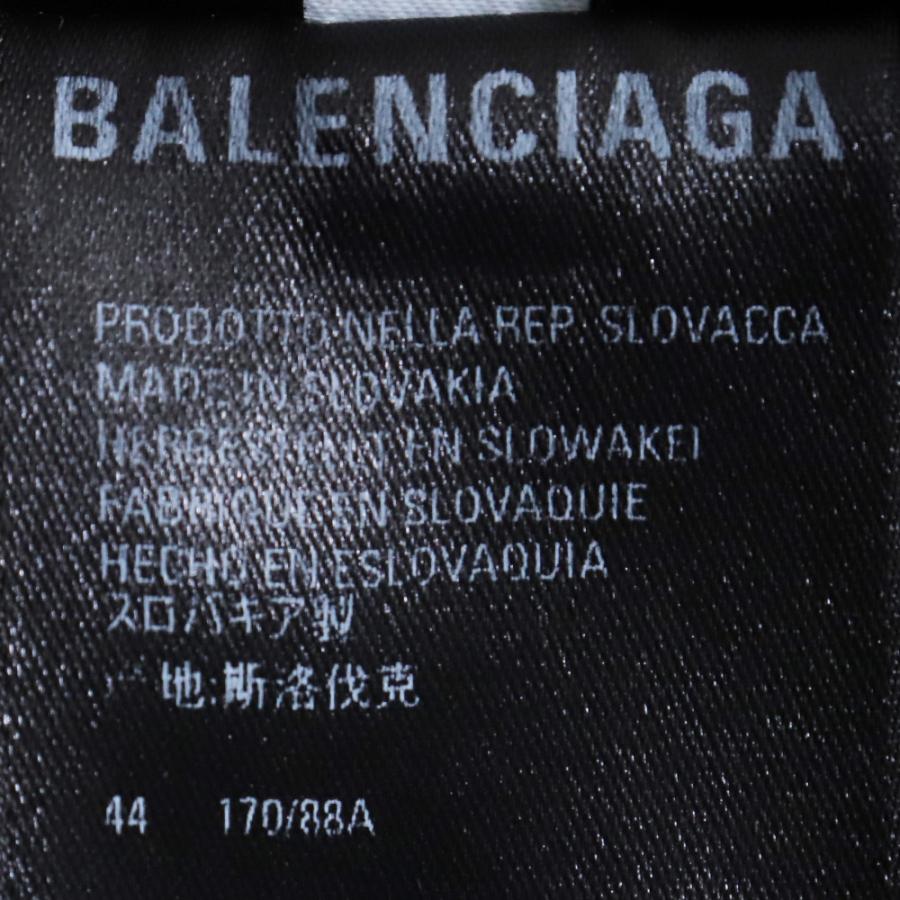 BALENCIAGA
PRODOTTO NELLA REP. SLOVACCA
MADE IN SLOVAKIA
HERGESTELLT EN SLOWAKEI
FABRIQUE EN SLOVAQUIE
HECHO EN ESLOVAQUIA
スロバキア製
产地:斯洛伐克
44 170/88A